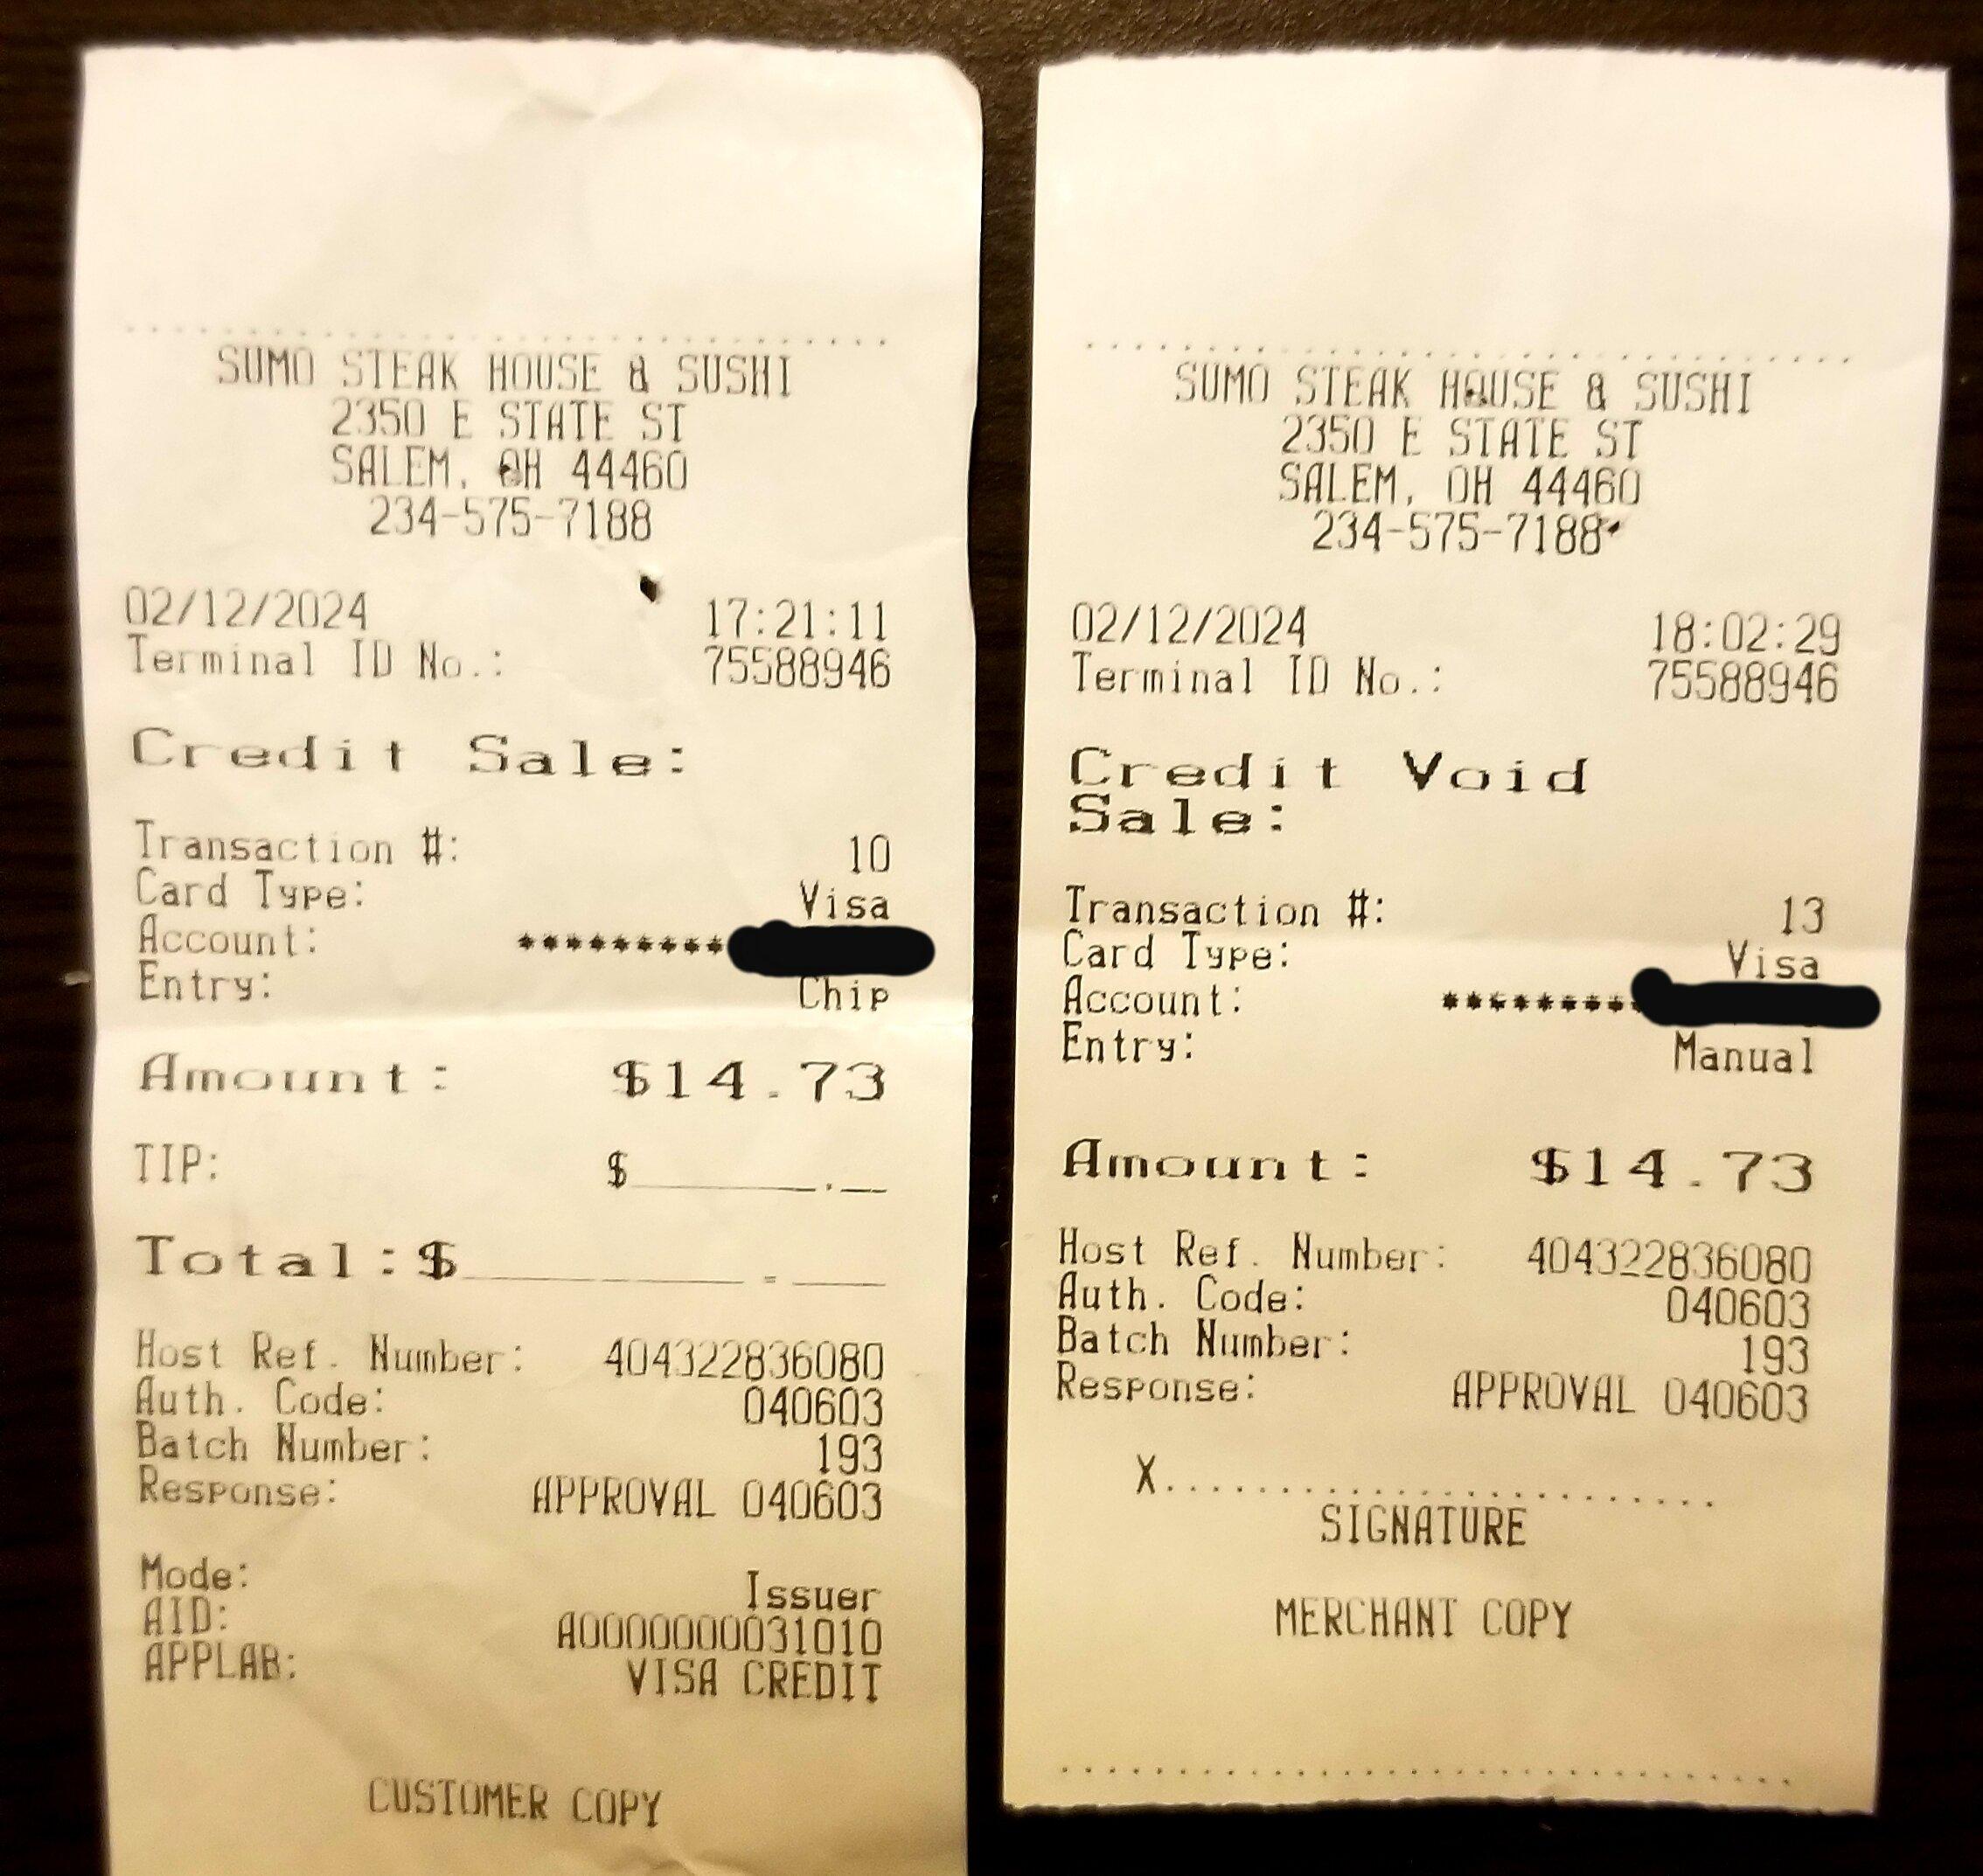 SUMO STEAK HOUSE & SUSHI
2350 E STATE ST
SALEM, OH 44460
234-575-7188
02/12/2024 17:21:11
Terminal ID No.: 75588946
Credit Sale:
Transaction #: 10
Card Type: Visa
Account: *********
Entry: Chip
Amount: $14.73
TIP: $______.__
Total:$______.__
Host Ref. Number: 404322836080
Auth. Code: 040603
Batch Number: 193
Response: APPROVAL 040603
Mode: Issuer
AID: A0000000031010
APPLAB: VISA CREDIT
CUSTOMER COPY
SUMO STEAK HOUSE & SUSHI
2350 E STATE ST
SALEM, OH 44460
234-575-7188
02/12/2024 18:02:29
Terminal ID No.: 75588946
Credit Void
Sale:
Transaction #: 13
Card Type: Visa
Account: ********
Entry: Manual
Amount: $14.73
Host Ref. Number: 404322836080
Auth. Code: 040603
Batch Number: 193
Response: APPROVAL 040603
X........................
SIGNATURE
MERCHANT COPY